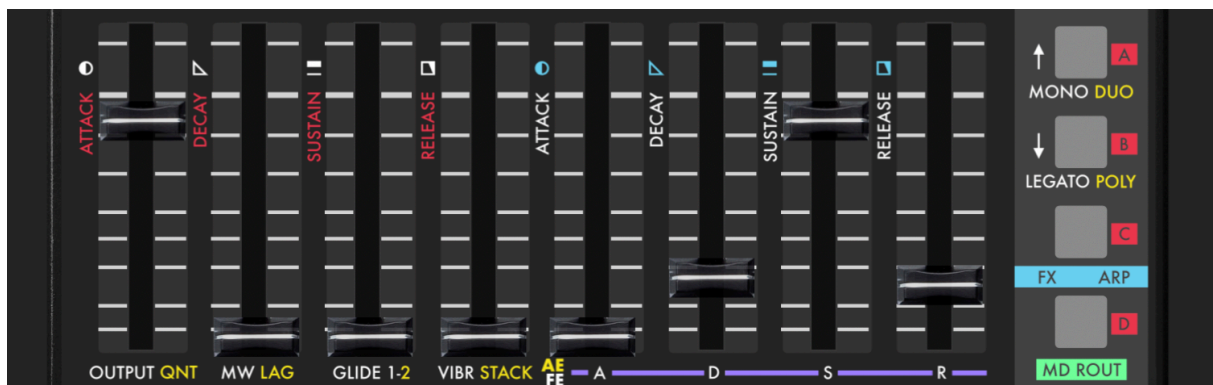 ATTACK
DECAY
SUSTAIN
RELEASE
ATTACK
DECAY
SUSTAIN
RELEASE
A
MONO DUO
B
LEGATO POLY
C
FX ARP
D
MD ROUT
OUTPUT QNT
MW LAG
GLIDE 1-2
VIBR STACK
AE
FE
A
D
S
R